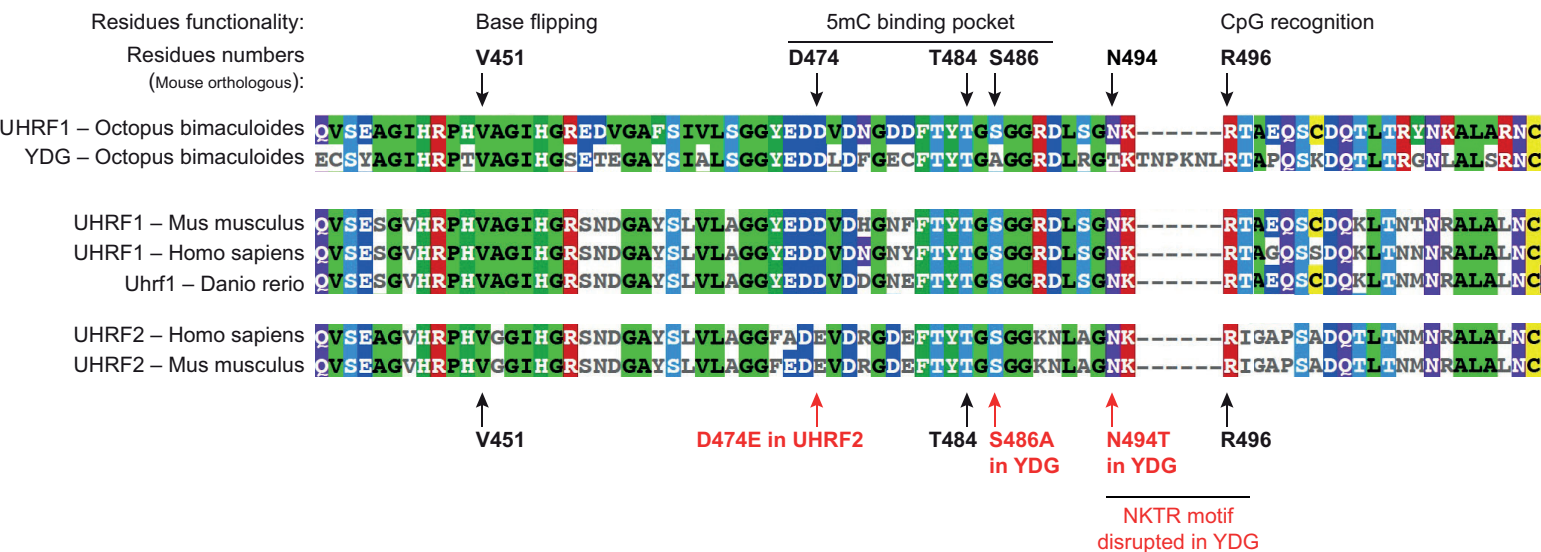 Residues functionality: Base flipping 5mC binding pocket CpG recognition
Residues numbers V451 D474 T484 S486 N494 R496
(Mouse orthologous):
UHRF1 – Octopus bimaculoides QVSEAGIHRPHVAGIHGREDVGAFSIVLSGGYEDDVDNGDDFTYTGSGGRDLSGNK------RTAEQSCDQTLTRYNKALARNC
YDG – Octopus bimaculoides ECSYAGIHRPTVAGIHGSETEGAYSIALSGGYEDDLDFGECFTYTGAGGRDLRGTKTNPKNLRTAPQSKDQTLTRGNLALSRNC
UHRF1 – Mus musculus QVSESGVHRPHVAGIHGRSNDGAYSLVLAGGYEDDVDHGNFFTYTGSGGRDLSGNK------RTAEQSCDQKLTNTNRALALNC
UHRF1 – Homo sapiens QVSESGVHRPHVAGIHGRSNDGAYSLVLAGGYEDDVDNGNYFTYTGSGGRDLSGNK------RTAGQSSDQKLTNNNRALALNC
Uhrf1 – Danio rerio QVSESGVHRPHVAGIHGRSNDGAYSLVLAGGYEDDVDDGNEFTYTGSGGRDLSGNK------RTAEQSCDQKLTNMNRALALNC
UHRF2 – Homo sapiens QVSEAGVHRPHVGGIHGRSNDGAYSLVLAGGFADEVDRGDEFTYTGSGGKNLAGNK------RIGAPSADQTLTNMNRALALNC
UHRF2 – Mus musculus QVSEAGVHRPHVGGIHGRSNDGAYSLVLAGGFEDEVDRGDEFTYTGSGGKNLAGNK------RIGAPSADQTLTNMNRALALNC
V451 D474E in UHRF2 T484 S486A N494T R496
in YDG in YDG
NKTR motif
disrupted in YDG